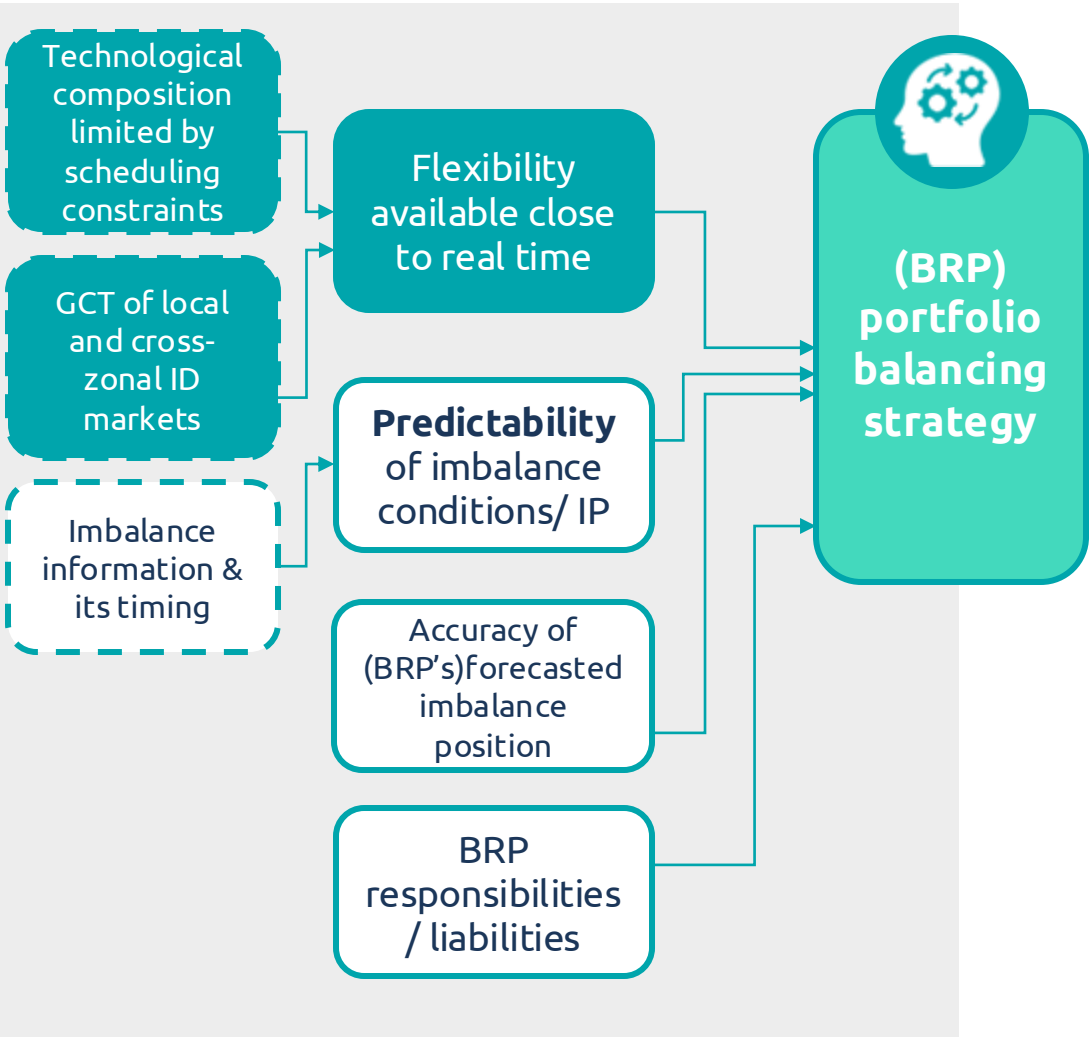 Technological
composition
limited by
scheduling
constraints
GCT of local
and cross-
zonal ID
markets
Imbalance
information &
its timing
Flexibility
available close
to real time
Predictability
of imbalance
conditions/ IP
Accuracy of
(BRP’s)forecasted
imbalance
position
BRP
responsibilities
/ liabilities
(BRP)
portfolio
balancing
strategy